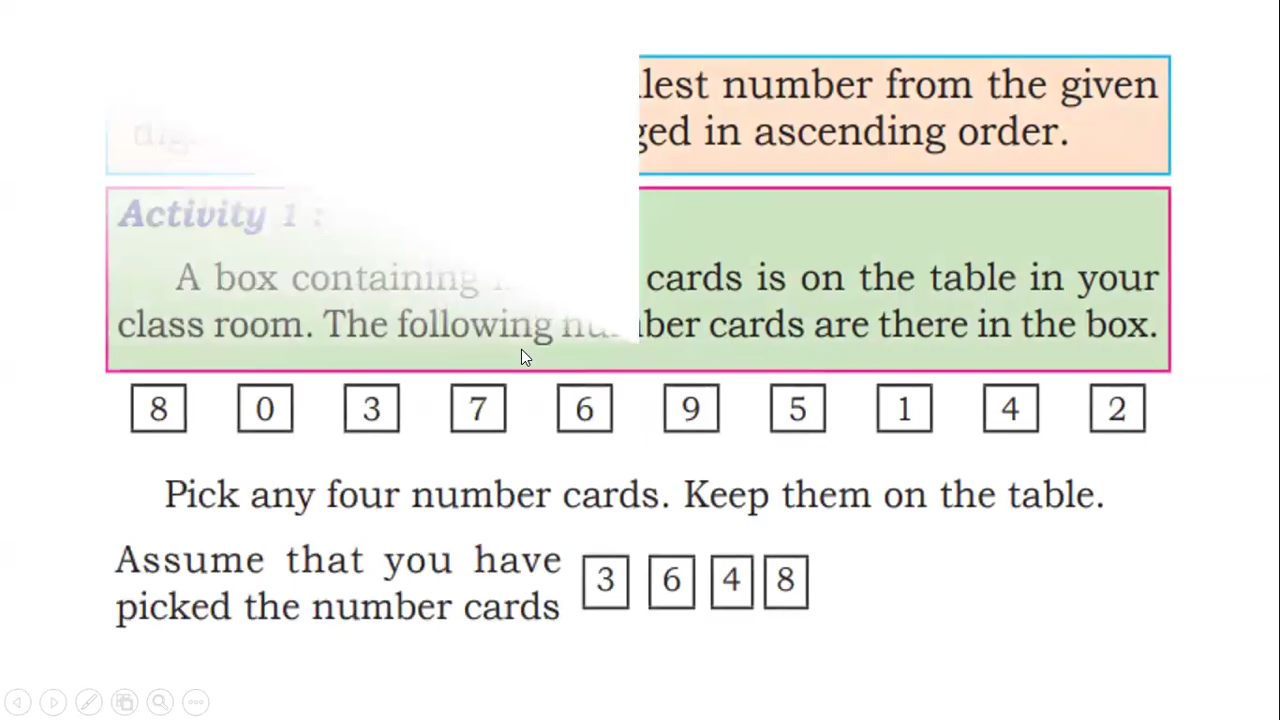 lest number from the given
ged in ascending order.
Activity 1 :
A box containing cards is on the table in your
class room. The following number cards are there in the box.
8 0 3 7 6 9 5 1 4 2
Pick any four number cards. Keep them on the table.
Assume that you have
picked the number cards 3 6 4 8